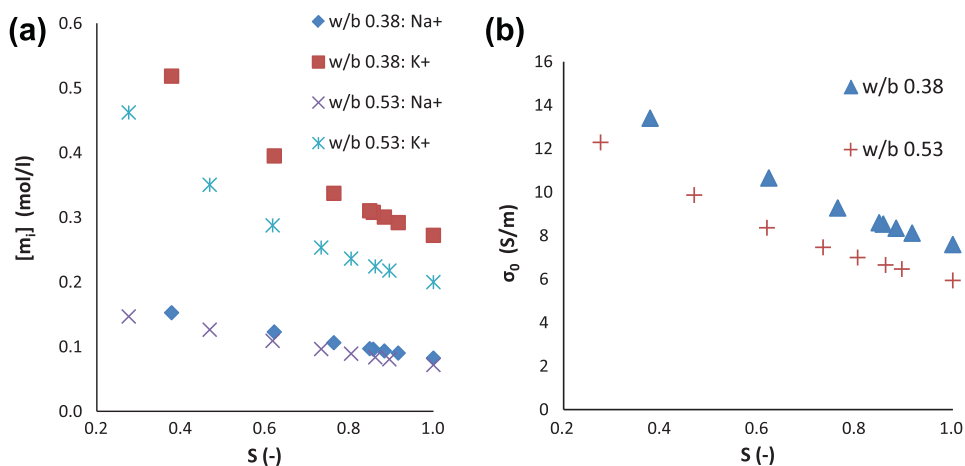 (a)
[mᵢ] (mol/l)
0.6
0.5
0.4
0.3
0.2
0.1
0.0
0.2 0.4 0.6 0.8 1.0
S (-)
w/b 0.38: Na+
w/b 0.38: K+
w/b 0.53: Na+
w/b 0.53: K+
(b)
σ₀ (S/m)
16
14
12
10
8
6
4
2
0
0.2 0.4 0.6 0.8 1.0
S (-)
w/b 0.38
w/b 0.53